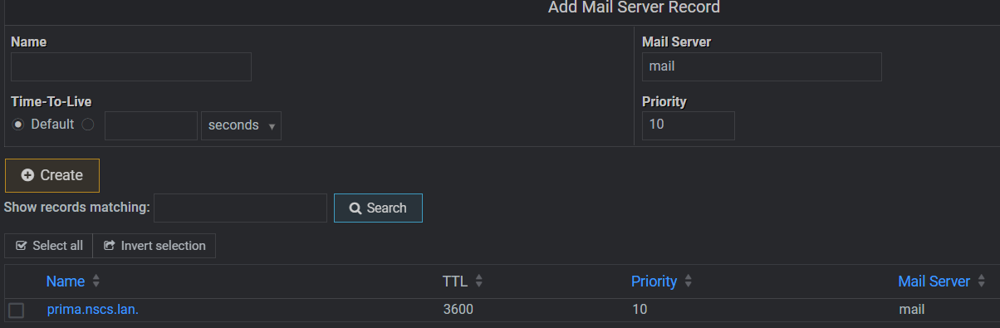 Add Mail Server Record
Name
Mail Server
mail
Time-To-Live
Priority
Default
seconds
10
Create
Show records matching:
Search
Select all
Invert selection
Name
TTL
Priority
Mail Server
prima.nscs.lan.
3600
10
mail